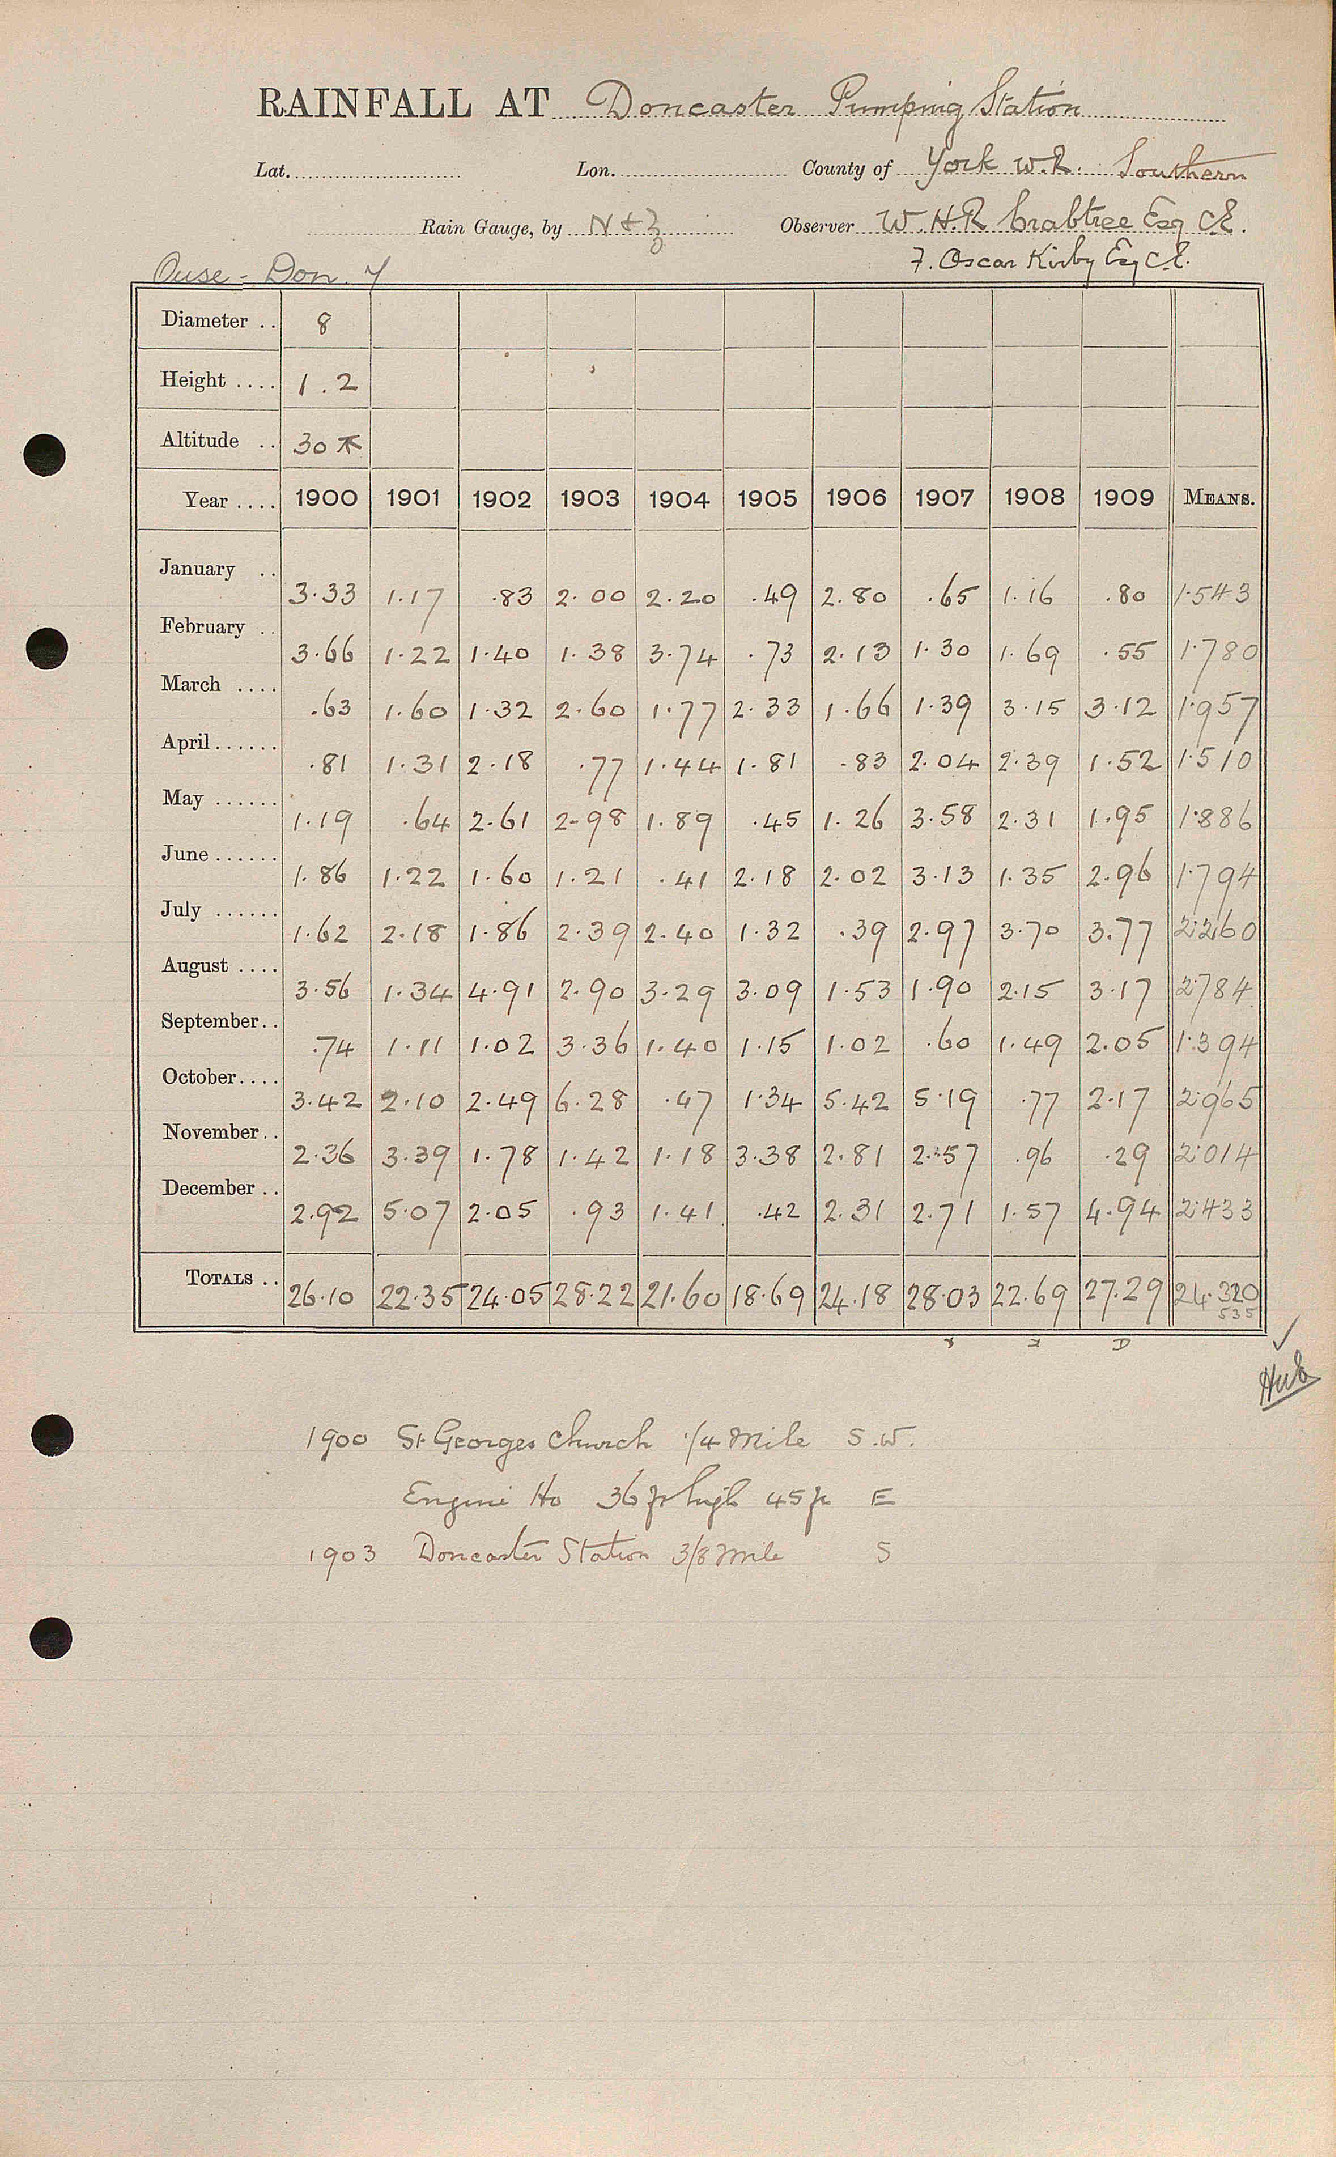 RAINFALL AT Doncaster Pumping Station
Lat. Lon. County of York W.R. Southern
Rain Gauge, by N & Z Observer W.H.R Crabtree Esq C.E.
F. Oscar Kirby Esq C.E.
Ouse - Don. 7
Diameter .. 8
Height .... 1.2
Altitude .. 30
Year .... 1900 1901 1902 1903 1904 1905 1906 1907 1908 1909 MEANS.
January .. 3.33 1.17 .83 2.00 2.20 .49 2.80 .65 1.16 .80 1.543
February .. 3.66 1.22 1.40 1.38 3.74 .73 2.13 1.30 1.69 .55 1.780
March .... .63 1.60 1.32 2.60 1.77 2.33 1.66 1.39 3.15 3.12 1.957
April...... .81 1.31 2.18 .77 1.44 1.81 .83 2.04 2.39 1.52 1.510
May ...... 1.19 .64 2.61 2.98 1.89 .45 1.26 3.58 2.31 1.95 1.886
June ...... 1.86 1.22 1.60 1.21 .41 2.18 2.02 3.13 1.35 2.96 1.794
July ...... 1.62 2.18 1.86 2.39 2.40 1.32 .39 2.97 3.70 3.77 2.260
August .... 3.56 1.34 4.91 2.90 3.29 3.09 1.53 1.90 2.15 3.17 2.784
September.. .74 1.11 1.02 3.36 1.40 1.15 1.02 .60 1.49 2.05 1.394
October.... 3.42 2.10 2.49 6.28 .47 1.34 5.42 5.19 .77 2.17 2.965
November.. 2.36 3.39 1.78 1.42 1.18 3.38 2.81 2.57 .96 .29 2.014
December .. 2.92 5.07 2.05 .93 1.41 .42 2.31 2.71 1.57 4.94 2.433
TOTALS .. 26.10 22.35 24.05 28.22 21.60 18.69 24.18 28.03 22.69 27.29 24.320
535
1900 St Georges Church 1/4 Mile S.W.
Engine Ho 36 ft high 45 ft E
1903 Doncaster Station 3/8 Mile S